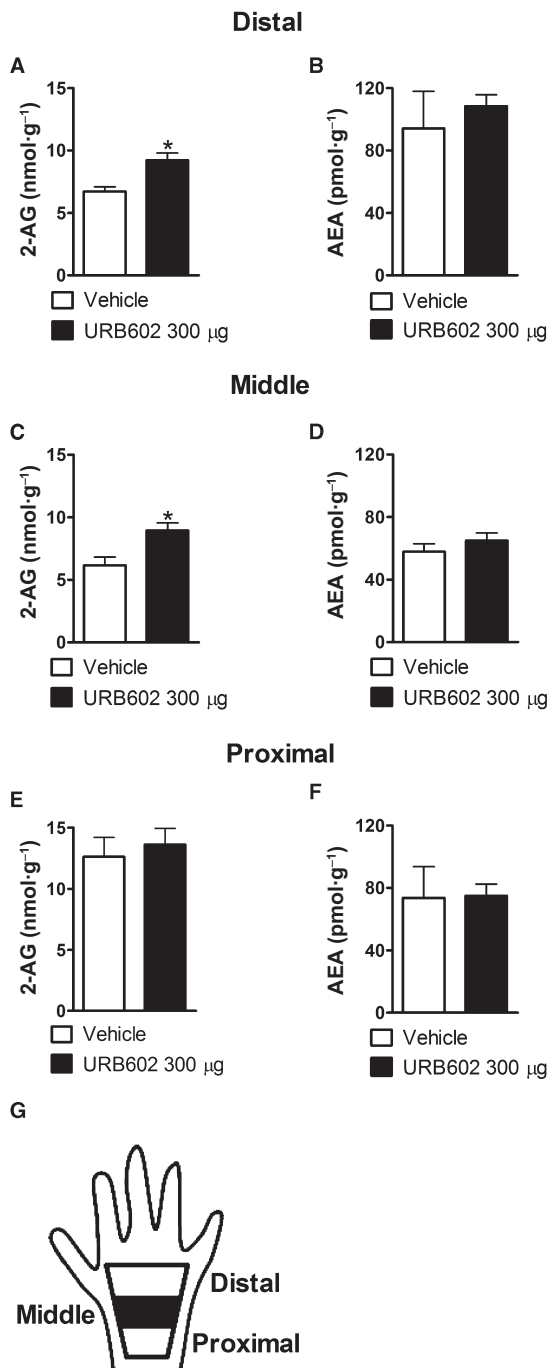 Distal
A
B
2-AG (nmol·g⁻¹)
15
10
5
0
*
Vehicle
URB602 300 µg
AEA (pmol·g⁻¹)
120
80
40
0
Vehicle
URB602 300 µg
Middle
C
D
2-AG (nmol·g⁻¹)
15
10
5
0
*
Vehicle
URB602 300 µg
AEA (pmol·g⁻¹)
120
80
40
0
Vehicle
URB602 300 µg
Proximal
E
F
2-AG (nmol·g⁻¹)
15
10
5
0
Vehicle
URB602 300 µg
AEA (pmol·g⁻¹)
120
80
40
0
Vehicle
URB602 300 µg
G
Distal
Middle
Proximal